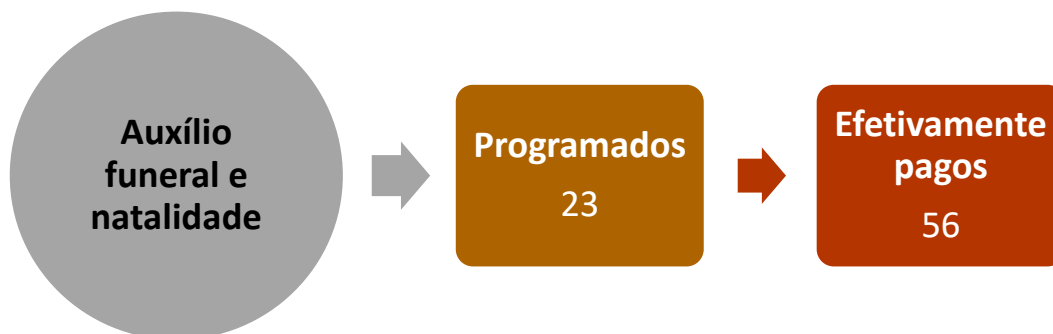 Auxílio
funeral e
natalidade
Programados
23
Efetivamente
pagos
56